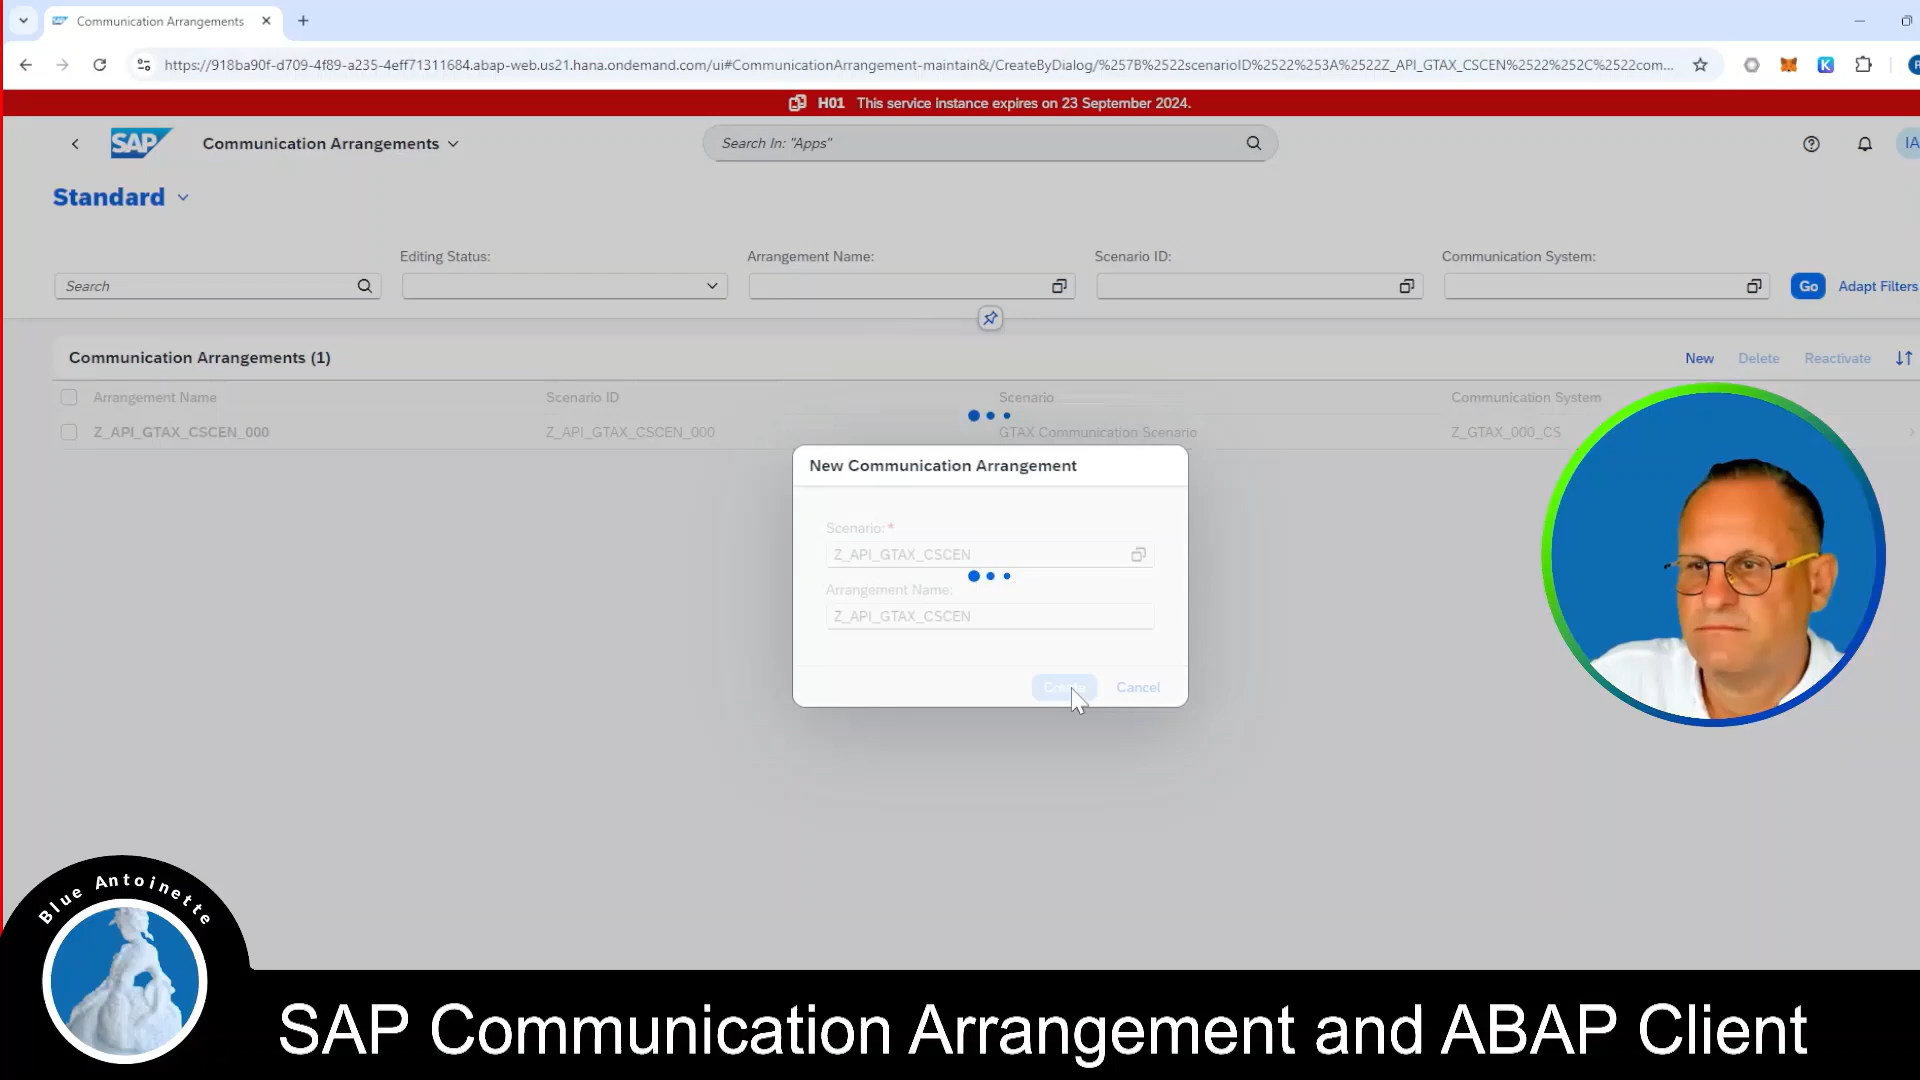 Communication Arrangements
https://918ba90f-d709-4f89-a235-4eff71311684.abap-web.us21.hana.ondemand.com/ui#CommunicationArrangement-maintain&/CreateByDialog/%257B%2522scenarioID%2522%253A%2522Z_API_GTAX_CSCEN%2522%252C%2522com...
K
H01 This service instance expires on 23 September 2024.
SAP Communication Arrangements
Search In: "Apps"
IA
Standard
Editing Status: Arrangement Name: Scenario ID: Communication System:
Search
Go Adapt Filters
Communication Arrangements (1)
New Delete Reactivate
Arrangement Name Scenario ID Scenario Communication System
Z_API_GTAX_CSCEN_000 Z_API_GTAX_CSCEN_000 GTAX Communication Scenario Z_GTAX_000_CS
New Communication Arrangement
Scenario: *
Z_API_GTAX_CSCEN
Arrangement Name:
Z_API_GTAX_CSCEN
Create Cancel
Blue Antoinette
SAP Communication Arrangement and ABAP Client